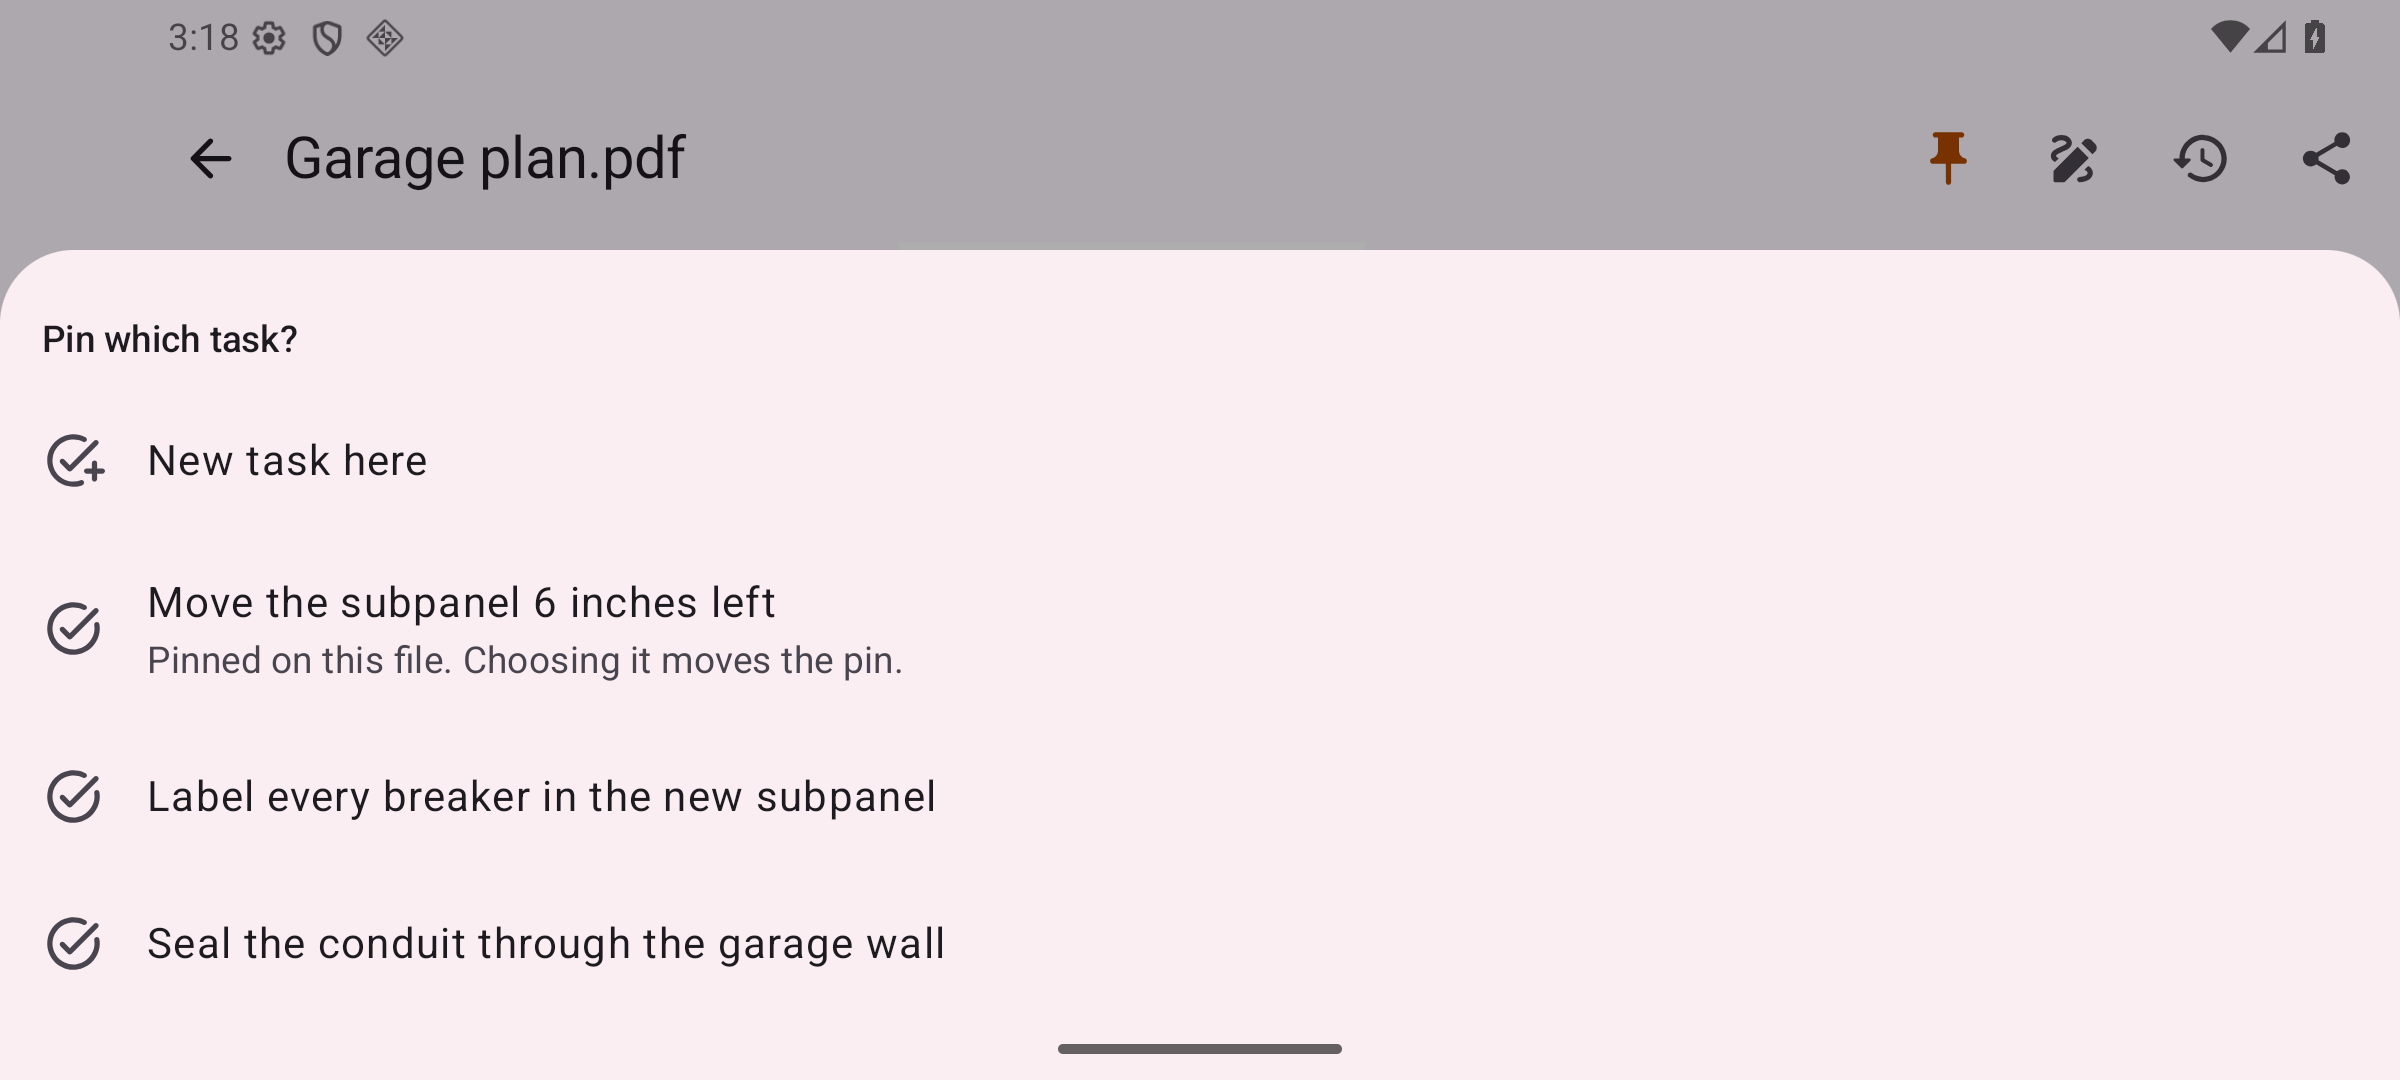 3:18
Garage plan.pdf
Pin which task?
New task here
Move the subpanel 6 inches left
Pinned on this file. Choosing it moves the pin.
Label every breaker in the new subpanel
Seal the conduit through the garage wall